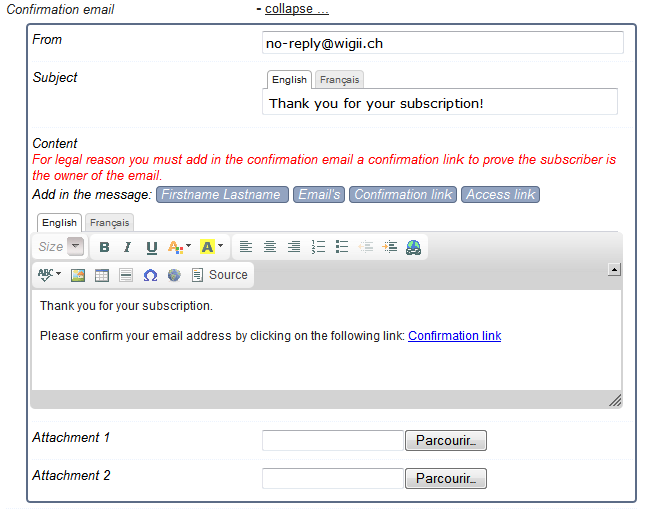 Confirmation email - collapse ...
From no-reply@wigii.ch
Subject English Français
Thank you for your subscription!
Content
For legal reason you must add in the confirmation email a confirmation link to prove the subscriber is
the owner of the email.
Add in the message: Firstname Lastname Email's Confirmation link Access link
English Français
Size B I U A A
ABC Ω Source
Thank you for your subscription.
Please confirm your email address by clicking on the following link: Confirmation link
Attachment 1 Parcourir...
Attachment 2 Parcourir...